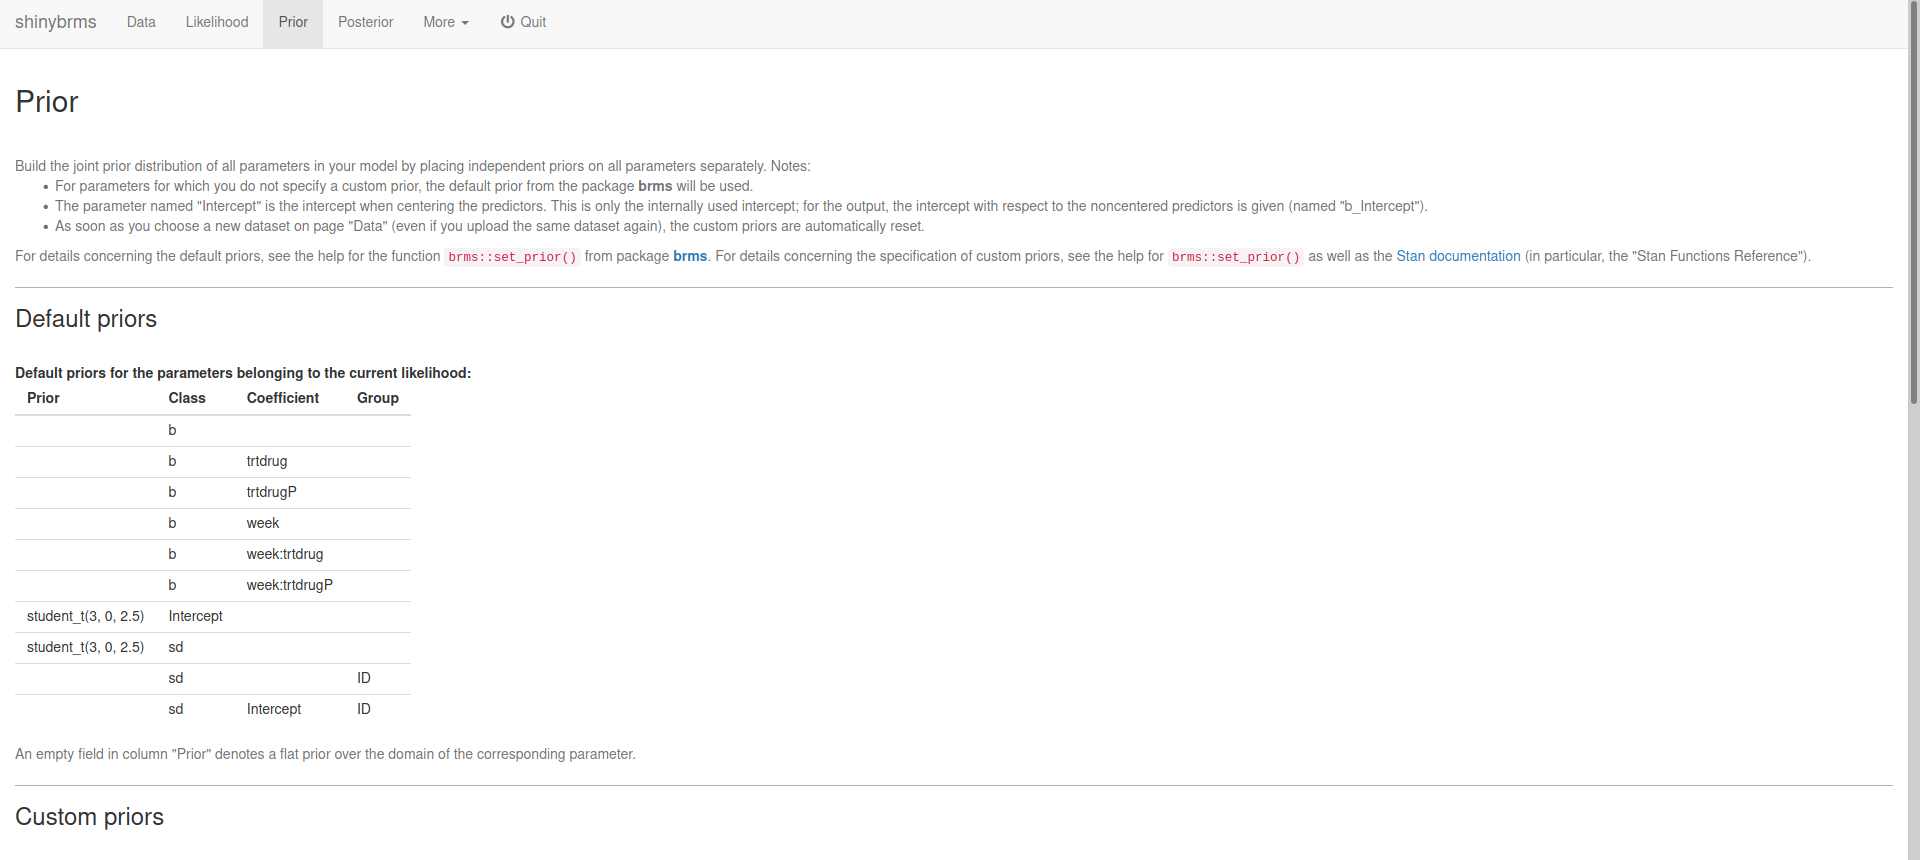 shinybrms Data Likelihood Prior Posterior More Quit
Prior
Build the joint prior distribution of all parameters in your model by placing independent priors on all parameters separately. Notes:
• For parameters for which you do not specify a custom prior, the default prior from the package brms will be used.
• The parameter named "Intercept" is the intercept when centering the predictors. This is only the internally used intercept; for the output, the intercept with respect to the noncentered predictors is given (named "b_Intercept").
• As soon as you choose a new dataset on page "Data" (even if you upload the same dataset again), the custom priors are automatically reset.
For details concerning the default priors, see the help for the function brms::set_prior() from package brms. For details concerning the specification of custom priors, see the help for brms::set_prior() as well as the Stan documentation (in particular, the "Stan Functions Reference").
Default priors
Default priors for the parameters belonging to the current likelihood:
Prior Class Coefficient Group
b
b trtdrug
b trtdrugP
b week
b week:trtdrug
b week:trtdrugP
student_t(3, 0, 2.5) Intercept
student_t(3, 0, 2.5) sd
sd ID
sd Intercept ID
An empty field in column "Prior" denotes a flat prior over the domain of the corresponding parameter.
Custom priors